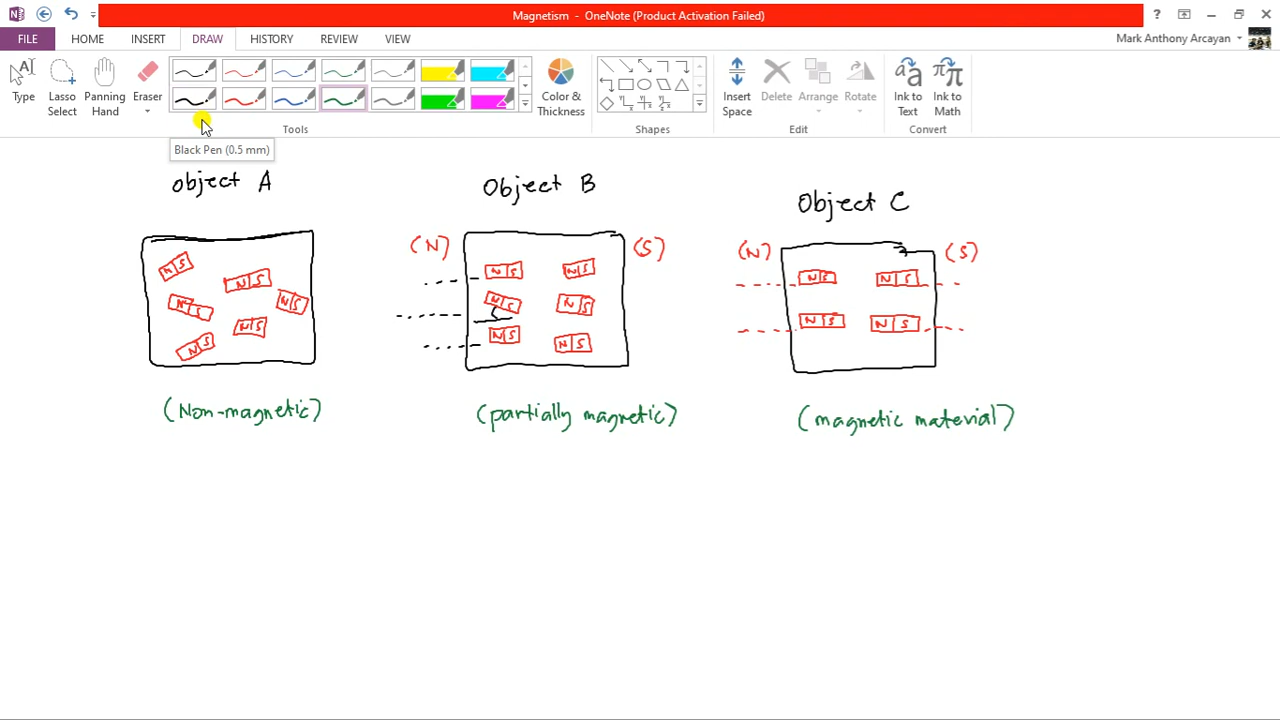 Magnetism - OneNote (Product Activation Failed)
?
FILE HOME INSERT DRAW HISTORY REVIEW VIEW
Mark Anthony Arcayan
Type
Lasso Select
Panning Hand
Eraser
Color & Thickness
Insert Space
Delete
Arrange
Rotate
Ink to Text
Ink to Math
Tools
Shapes
Edit
Convert
Black Pen (0.5 mm)
object A
N S
N S
N S
N S
N S
N S
(Non-magnetic)
Object B
(N) (S)
N S N S
N S N S
N S N S
(partially magnetic)
Object C
(N) (S)
N S N S
N S N S
(magnetic material)